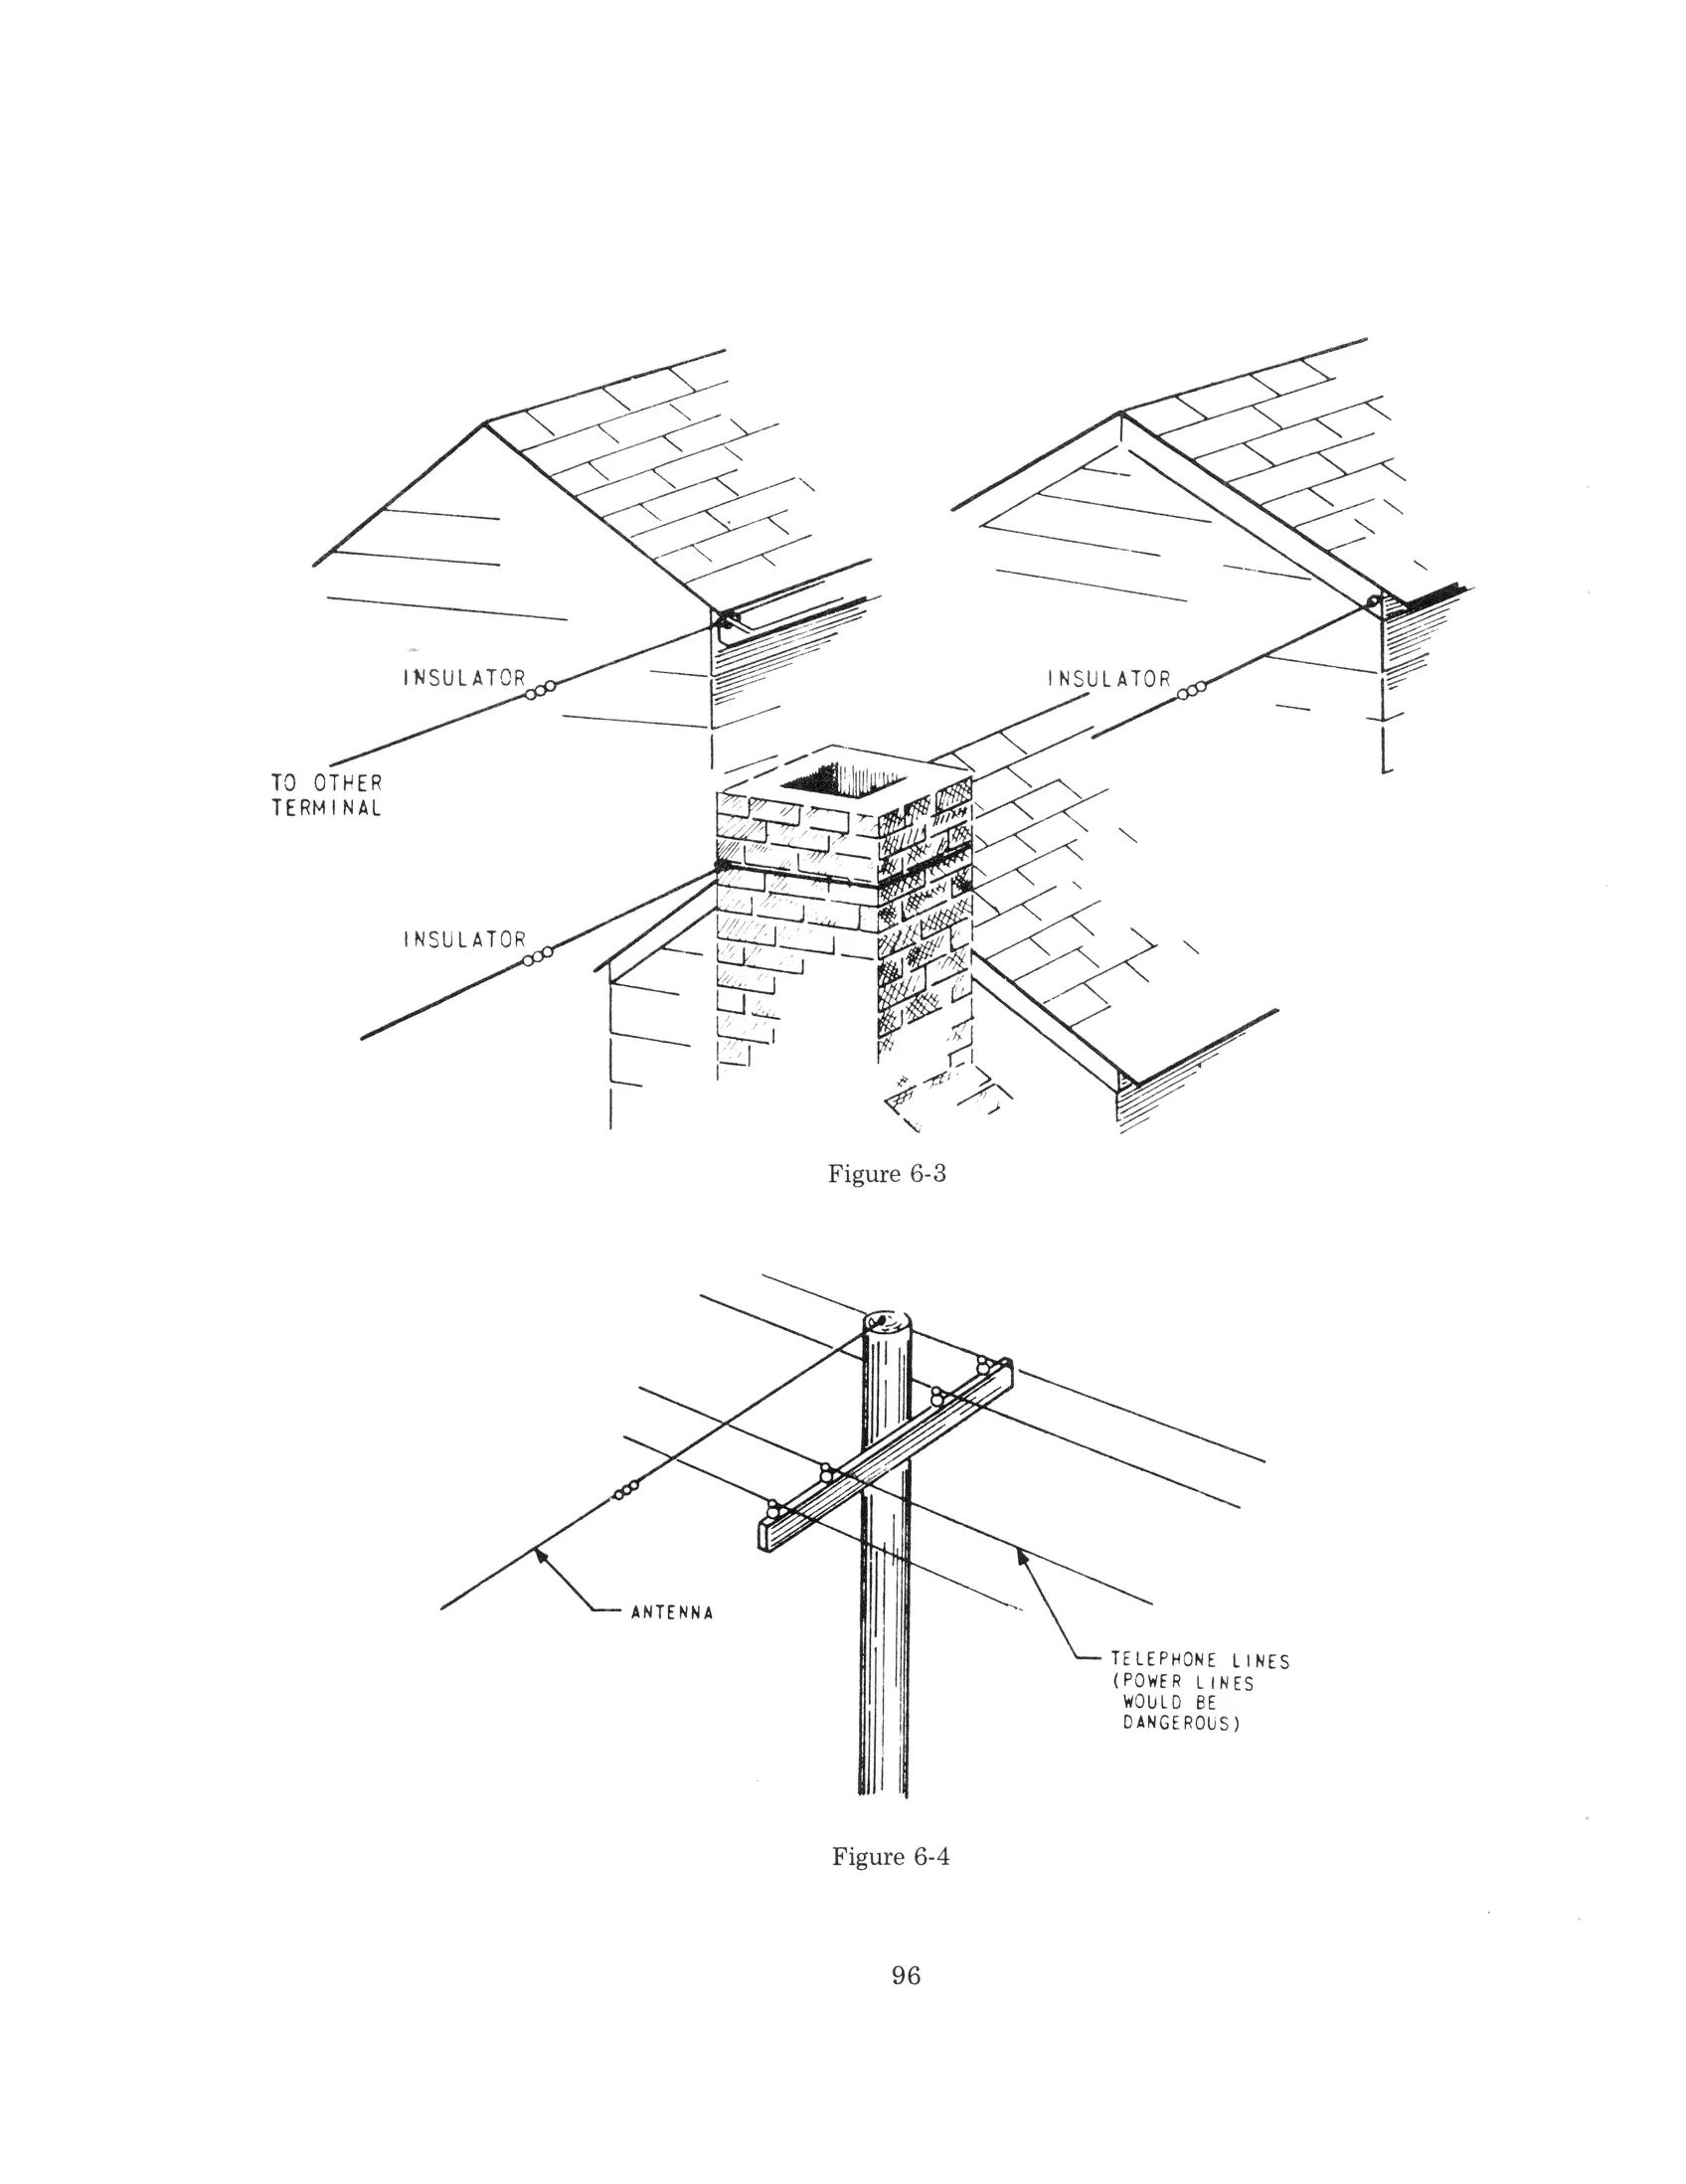 INSULATOR
INSULATOR
TO OTHER
TERMINAL
INSULATOR
Figure 6-3
ANTENNA
TELEPHONE LINES
(POWER LINES
WOULD BE
DANGEROUS)
Figure 6-4
96